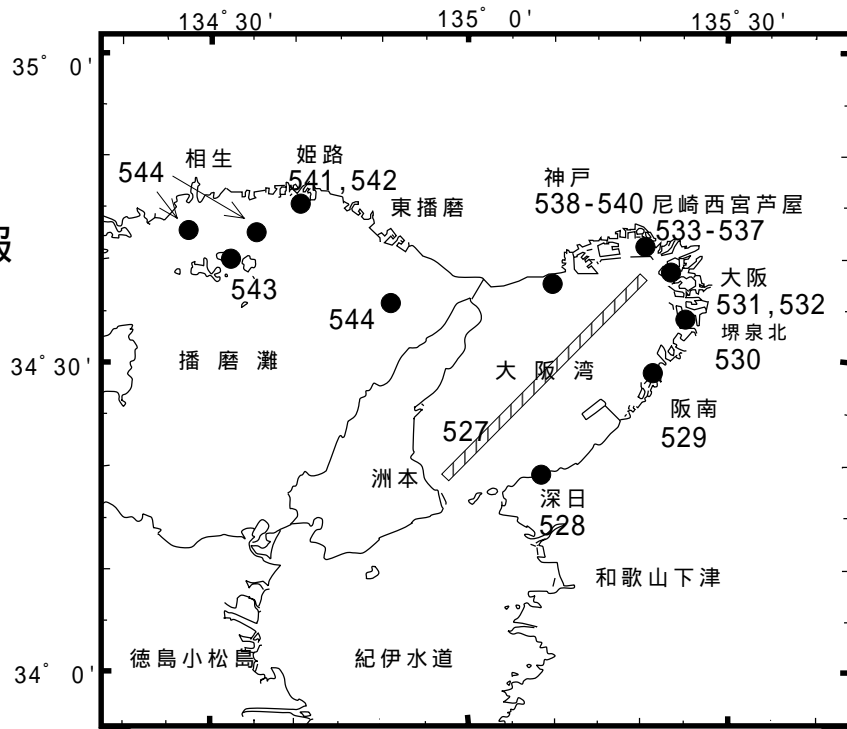 134° 30'
135° 0'
135° 30'
35° 0'
相生
544
姫路
541,542
東播磨
神戸
538-540
尼崎西宮芦屋
533-537
報
543
544
大阪
531,532
堺泉北
530
34° 30'
播磨灘
大阪湾
阪南
529
527
洲本
深日
528
和歌山下津
徳島小松島
紀伊水道
34° 0'